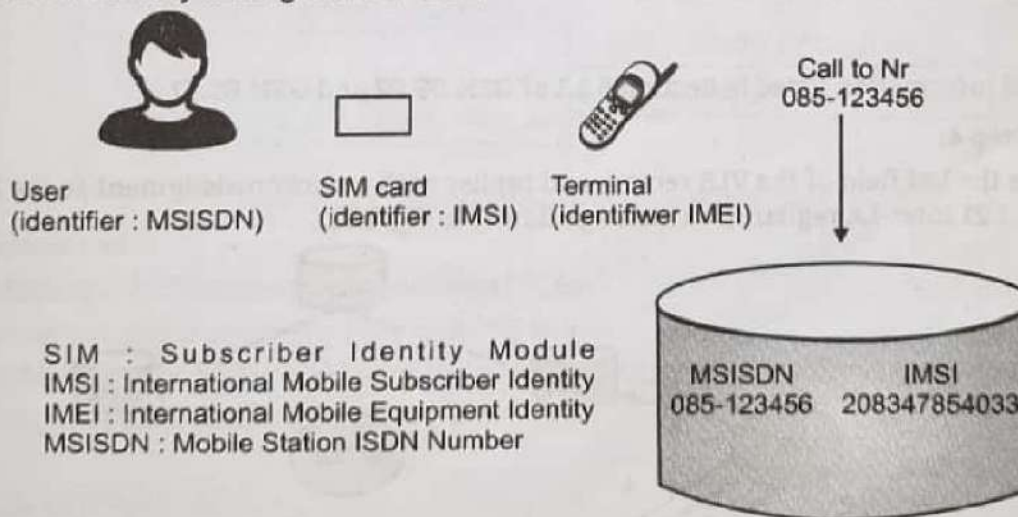 Call to Nr
085-123456
User
(identifier : MSISDN)
SIM card
(identifier : IMSI)
Terminal
(identifiwer IMEI)
SIM : Subscriber Identity Module
IMSI : International Mobile Subscriber Identity
IMEI : International Mobile Equipment Identity
MSISDN : Mobile Station ISDN Number
MSISDN IMSI
085-123456 208347854033